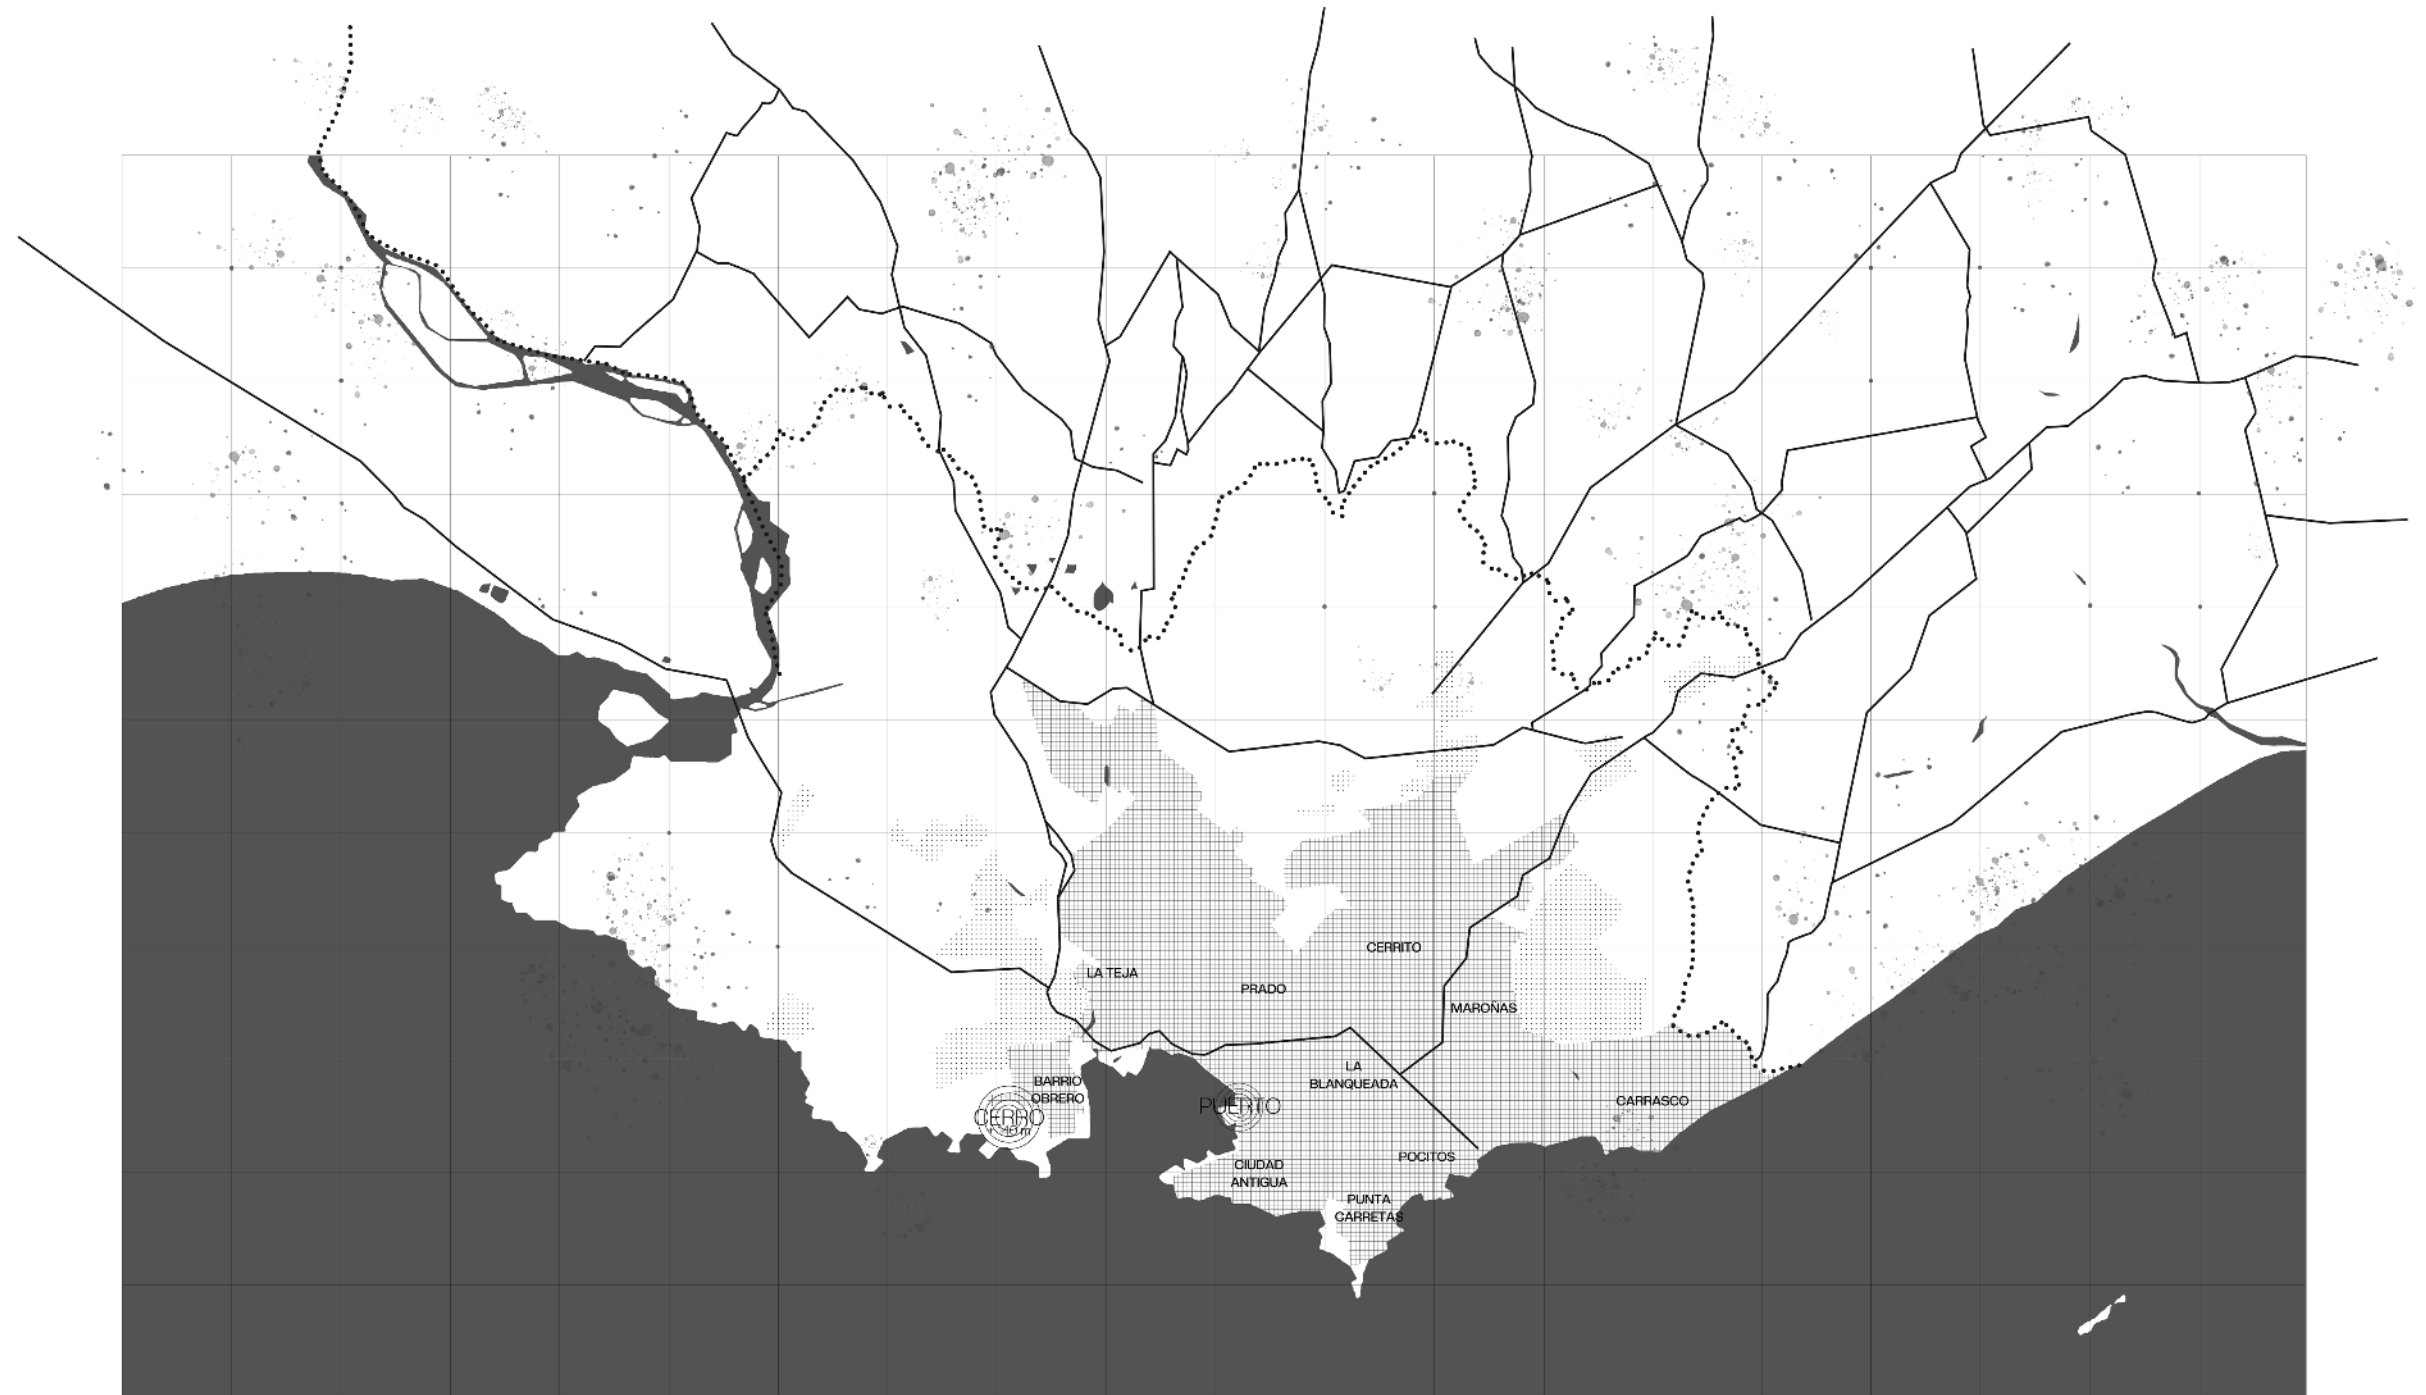 CERRITO
LA TEJA
PRADO
MAROÑAS
LA
BLANQUEADA
BARRIO
OBRERO
CARRASCO
PUERTO
CERRO
POCITOS
CIUDAD
ANTIGUA
PUNTA
CARRETAS